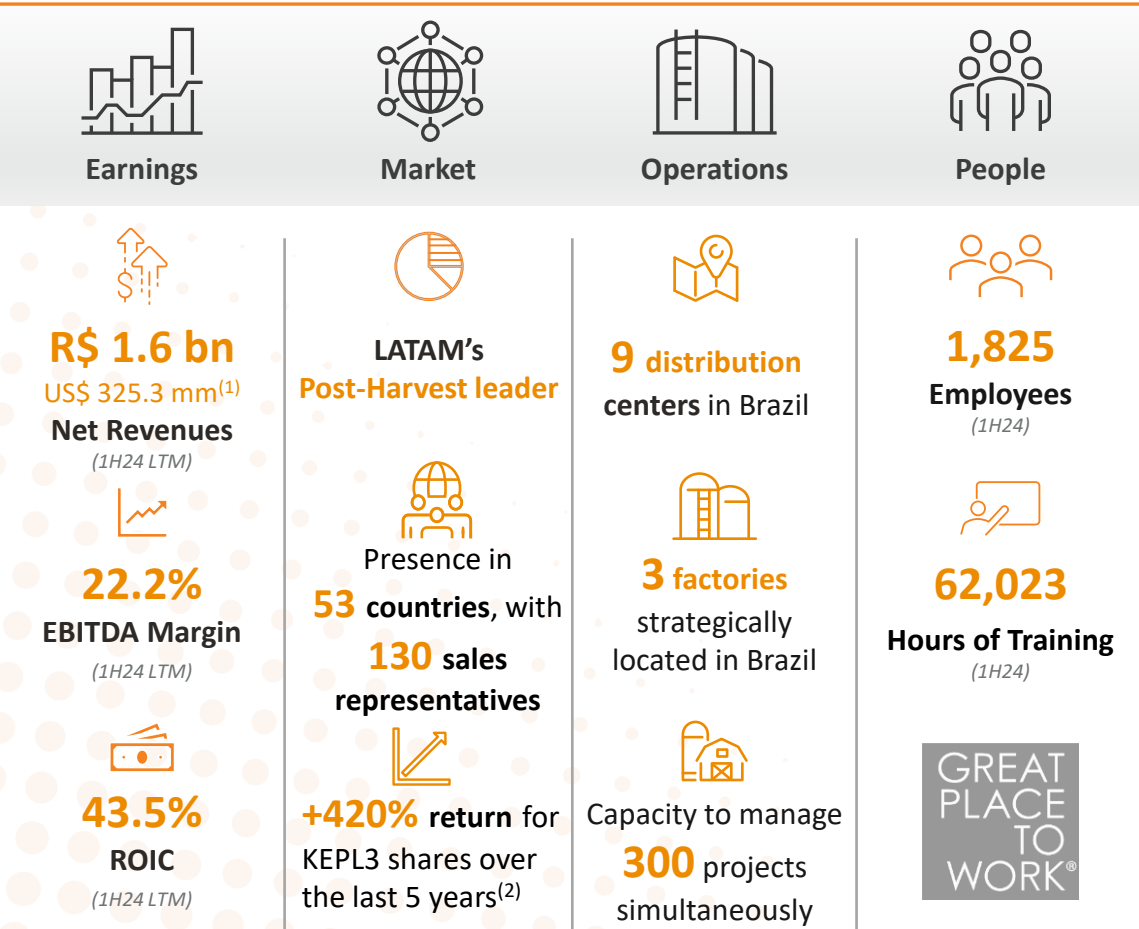 Earnings
Market
Operations
People
R$ 1.6 bn
US$ 325.3 mm(1)
Net Revenues
(1H24 LTM)
22.2%
EBITDA Margin
(1H24 LTM)
43.5%
ROIC
(1H24 LTM)
LATAM's
Post-Harvest leader
Presence in
53 countries, with
130 sales
representatives
+420% return for
KEPL3 shares over
the last 5 years(2)
9 distribution
centers in Brazil
3 factories
strategically
located in Brazil
Capacity to manage
300 projects
simultaneously
1,825
Employees
(1H24)
62,023
Hours of Training
(1H24)
GREAT
PLACE
TO
WORK®